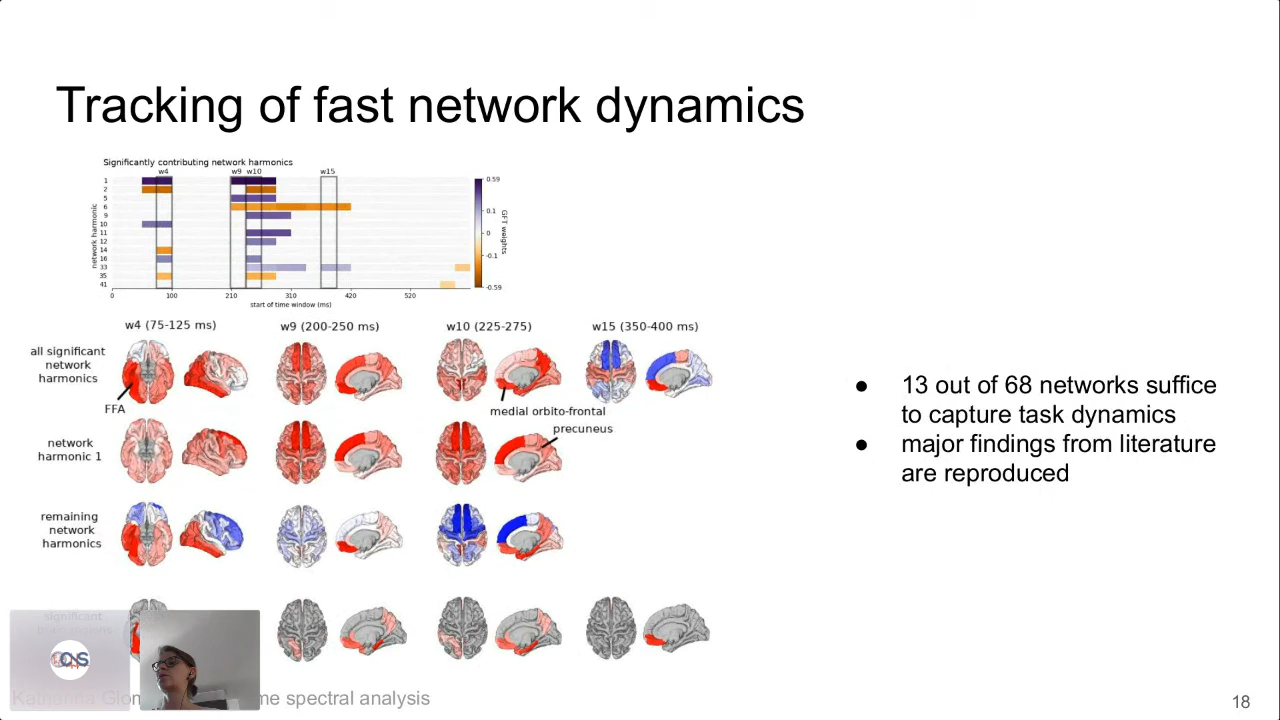 Tracking of fast network dynamics
Significantly contributing network harmonics
w4 w9 w10 w15
1
2
5
6
9
10
11
12
14
16
33
35
41
network harmonic
0 100 210 310 420 520
start of time window (ms)
0.59
0.1
0
-0.1
-0.59
GFT weights
w4 (75-125 ms) w9 (200-250 ms) w10 (225-275) w15 (350-400 ms)
all significant
network
harmonics
FFA
medial orbito-frontal
precuneus
network
harmonic 1
remaining
network
harmonics
significant
● 13 out of 68 networks suffice
to capture task dynamics
● major findings from literature
are reproduced
me spectral analysis
18